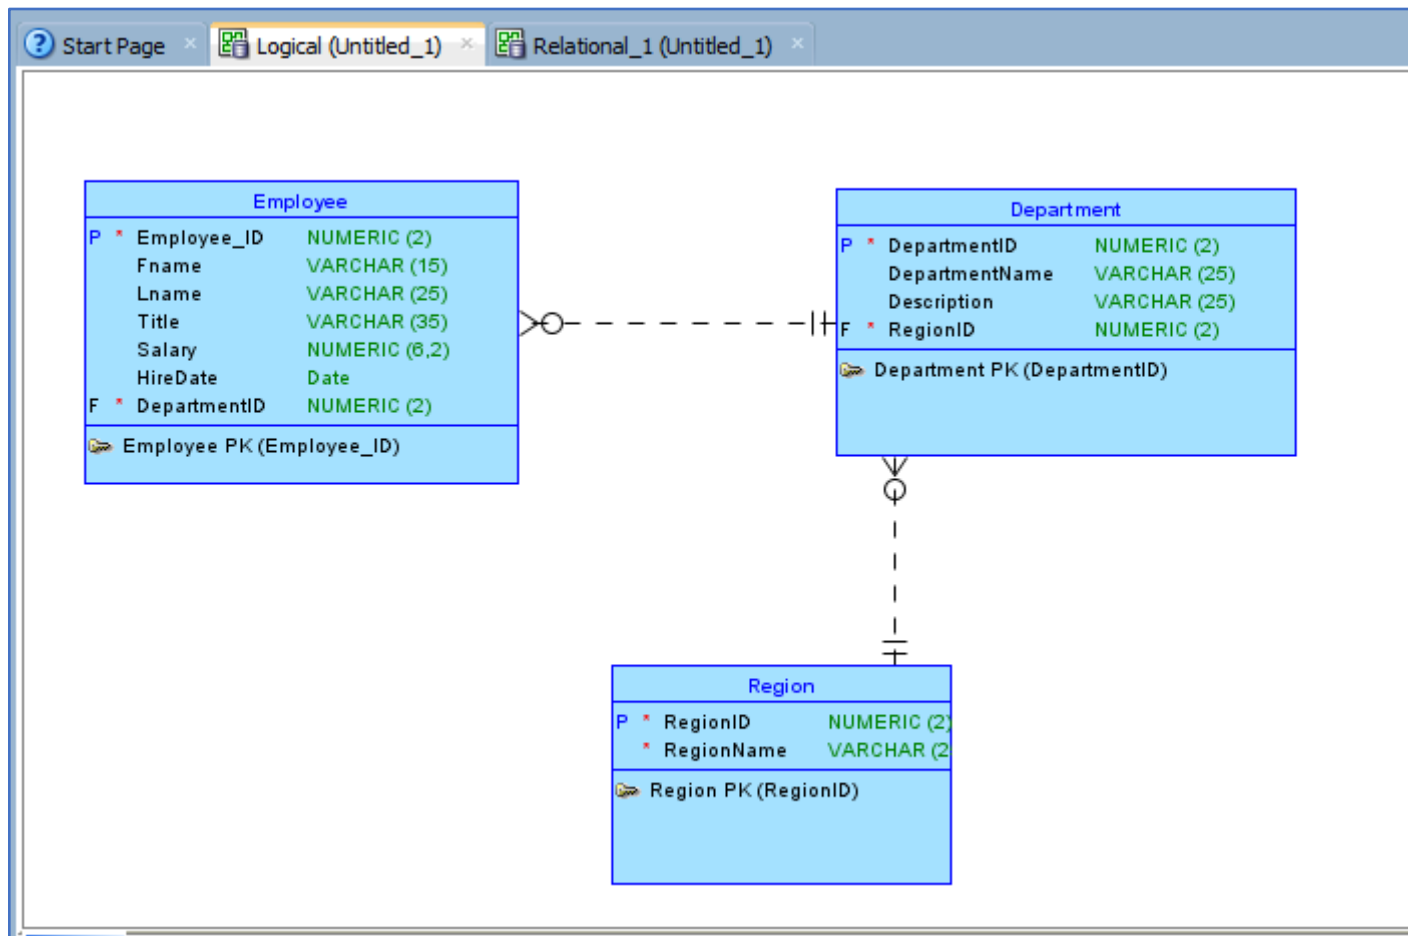 Start Page
Logical (Untitled_1)
Relational_1 (Untitled_1)
Employee
P * Employee_ID NUMERIC (2)
Fname VARCHAR (15)
Lname VARCHAR (25)
Title VARCHAR (35)
Salary NUMERIC (6,2)
HireDate Date
F * DepartmentID NUMERIC (2)
Employee PK (Employee_ID)
Department
P * DepartmentID NUMERIC (2)
DepartmentName VARCHAR (25)
Description VARCHAR (25)
F * RegionID NUMERIC (2)
Department PK (DepartmentID)
Region
P * RegionID NUMERIC (2)
* RegionName VARCHAR (2
Region PK (RegionID)